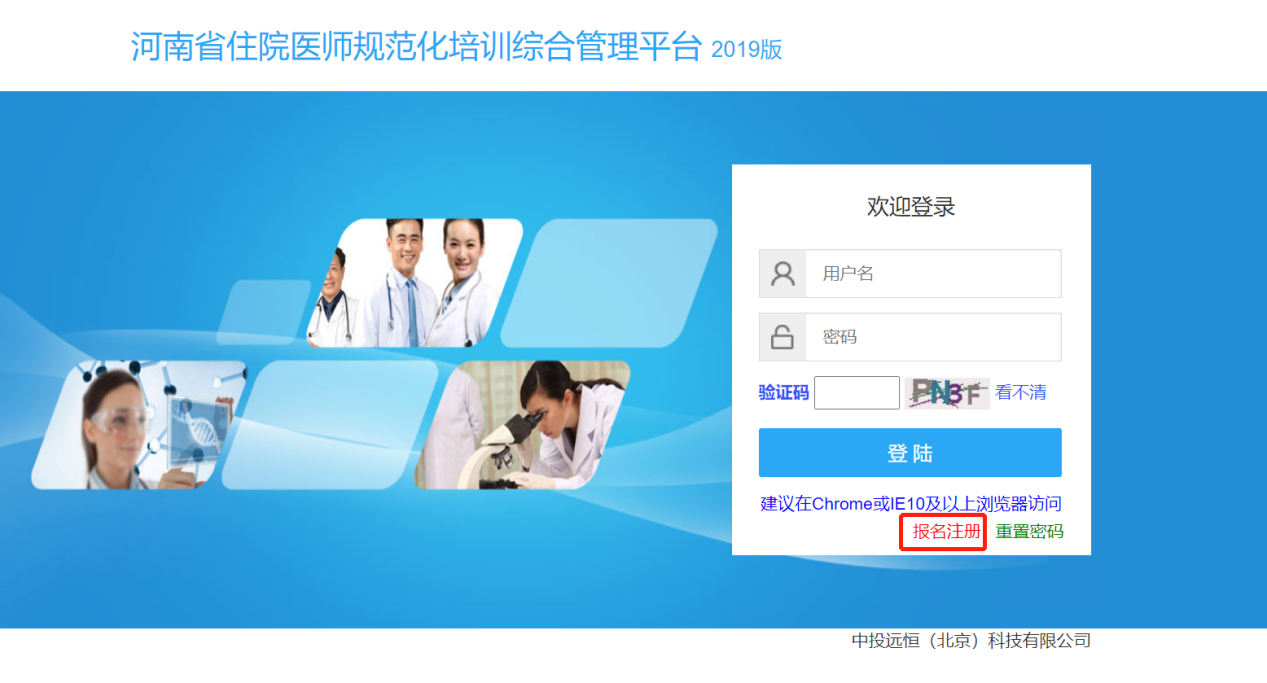 河南省住院医师规范化培训综合管理平台 2019版
欢迎登录
用户名
密码
验证码 PN3F 看不清
登 陆
建议在Chrome或IE10及以上浏览器访问
报名注册 重置密码
中投远恒（北京）科技有限公司